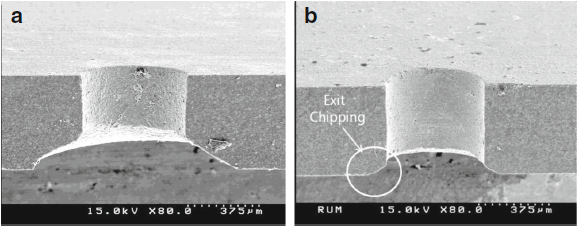 a
b
Exit
Chipping
15.0kV X80.0 375µm
RUM 15.0kV X80.0 375µm